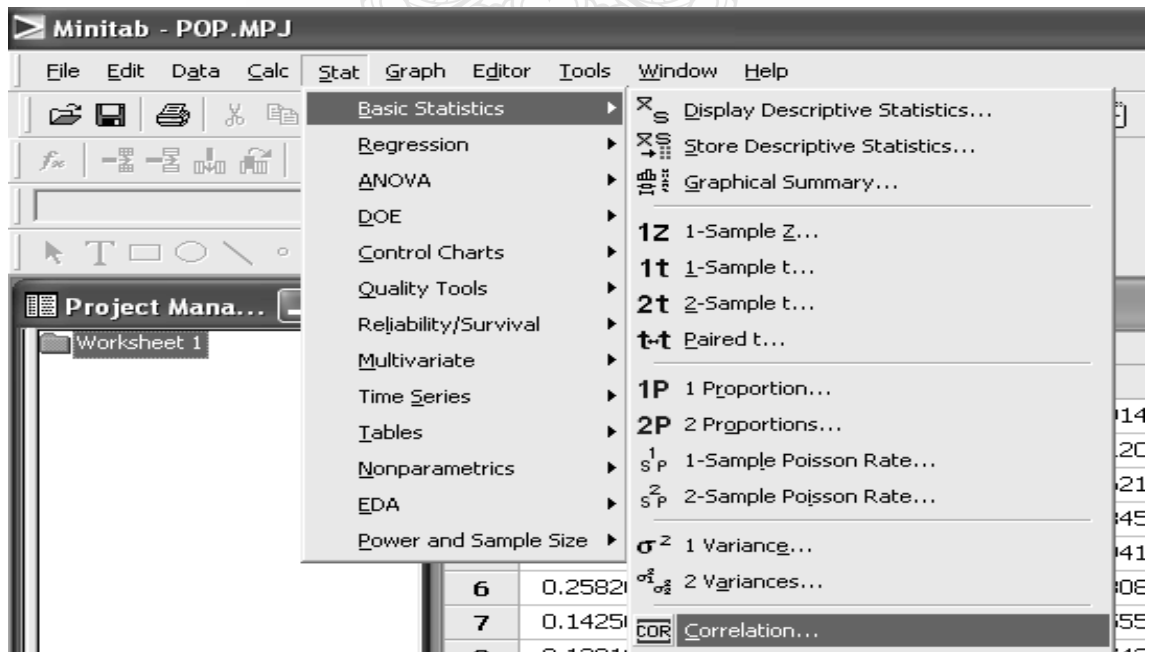 Minitab - POP.MPJ
File Edit Data Calc Stat Graph Editor Tools Window Help
Basic Statistics
Regression
ANOVA
DOE
Control Charts
Quality Tools
Reliability/Survival
Multivariate
Time Series
Tables
Nonparametrics
EDA
Power and Sample Size
Display Descriptive Statistics...
Store Descriptive Statistics...
Graphical Summary...
1Z 1-Sample Z...
1t 1-Sample t...
2t 2-Sample t...
t-t Paired t...
1P 1 Proportion...
2P 2 Proportions...
1-Sample Poisson Rate...
2-Sample Poisson Rate...
σ² 1 Variance...
2 Variances...
COR Correlation...
Project Mana...
Worksheet 1
6 0.2582
7 0.1425